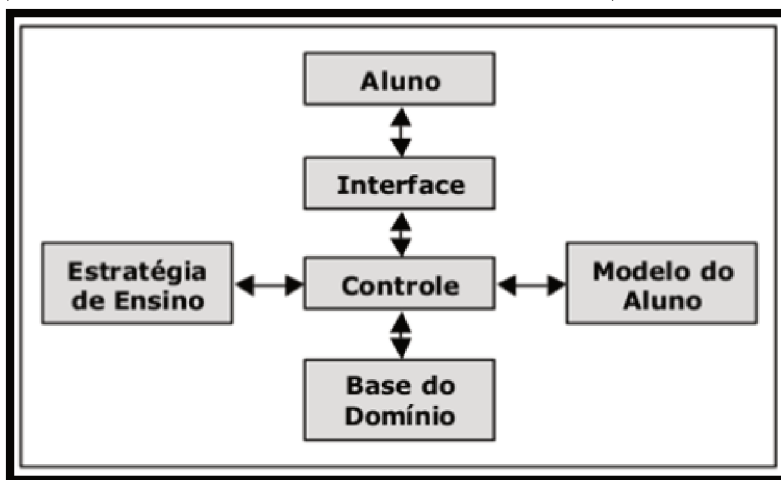 Aluno
Interface
Estratégia
de Ensino
Controle
Modelo do
Aluno
Base do
Domínio